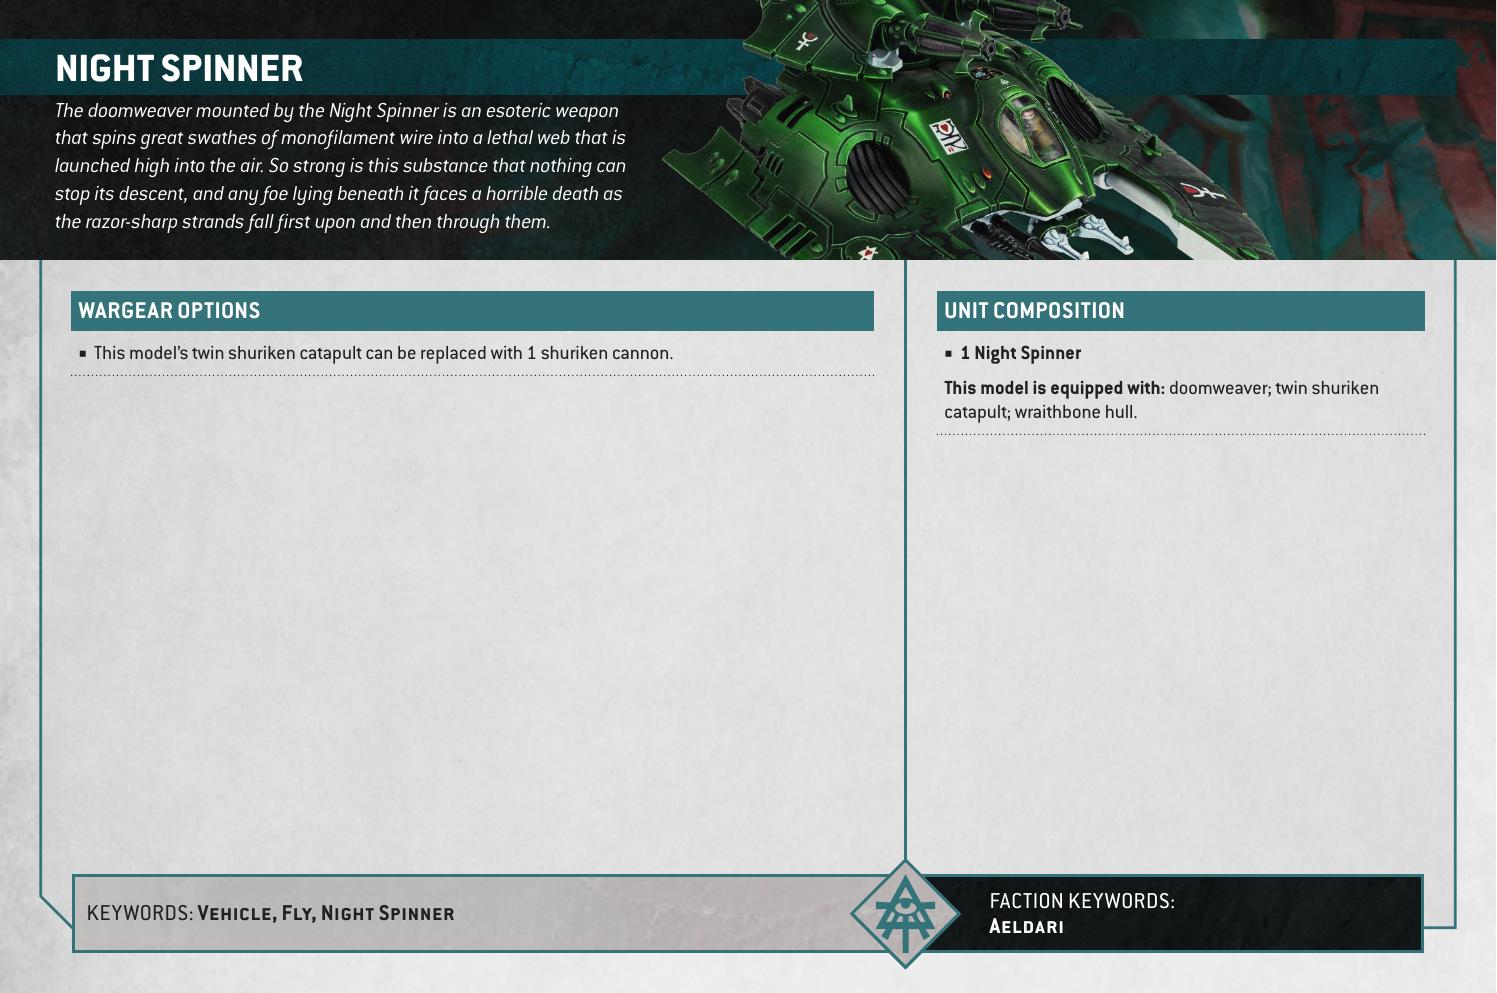 NIGHT SPINNER
The doomweaver mounted by the Night Spinner is an esoteric weapon
that spins great swathes of monofilament wire into a lethal web that is
launched high into the air. So strong is this substance that nothing can
stop its descent, and any foe lying beneath it faces a horrible death as
the razor-sharp strands fall first upon and then through them.
WARGEAR OPTIONS
▪ This model’s twin shuriken catapult can be replaced with 1 shuriken cannon.
UNIT COMPOSITION
▪ 1 Night Spinner
This model is equipped with: doomweaver; twin shuriken
catapult; wraithbone hull.
KEYWORDS: Vehicle, Fly, Night Spinner
FACTION KEYWORDS:
Aeldari